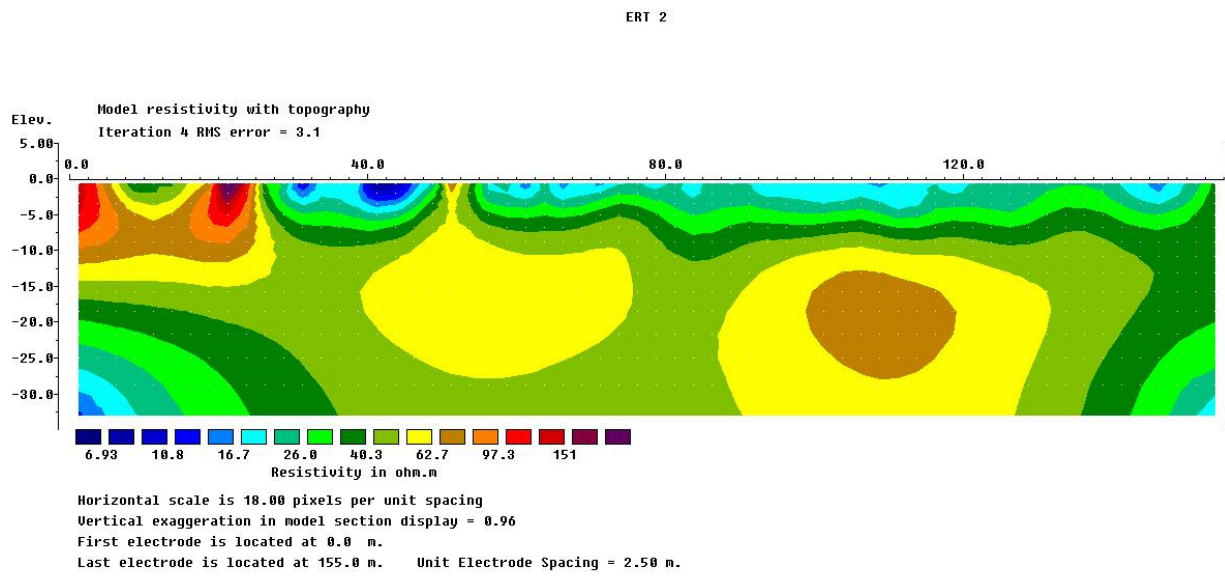 ERT 2
Model resistivity with topography
Elev.
Iteration 4 RMS error = 3.1
5.00
0.0 40.0 80.0 120.0
0.0
-5.0
-10.0
-15.0
-20.0
-25.0
-30.0
6.93 10.8 16.7 26.0 40.3 62.7 97.3 151
Resistivity in ohm.m
Horizontal scale is 18.00 pixels per unit spacing
Vertical exaggeration in model section display = 0.96
First electrode is located at 0.0 m.
Last electrode is located at 155.0 m. Unit Electrode Spacing = 2.50 m.